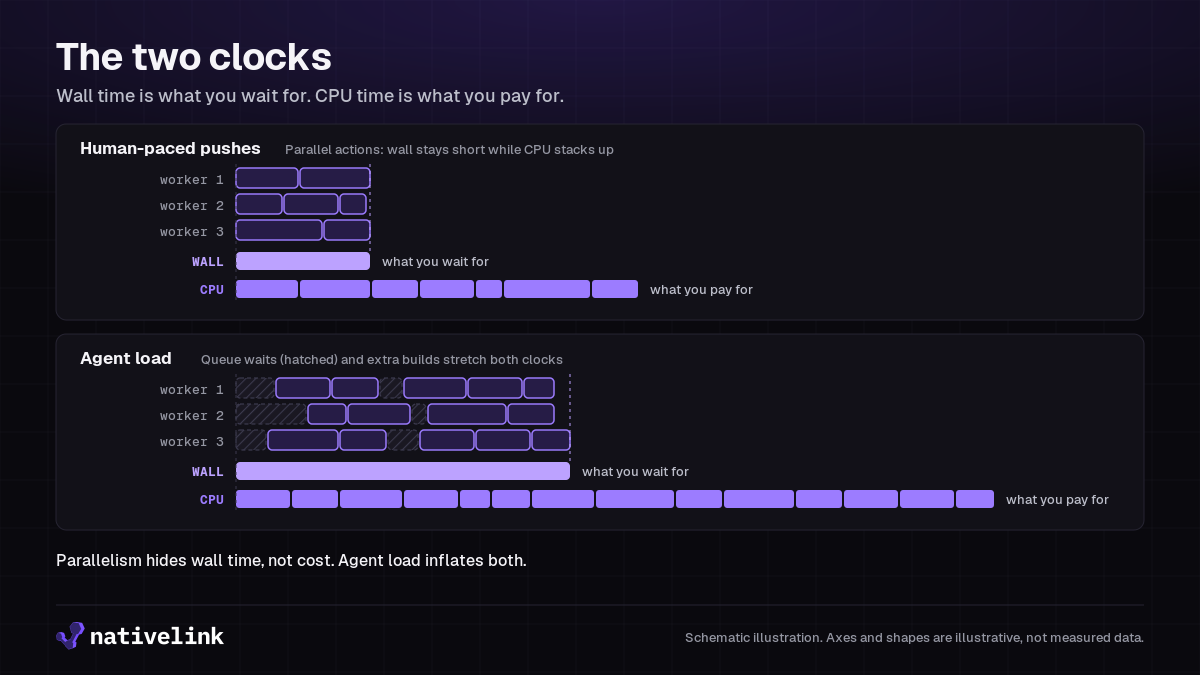 The two clocks
Wall time is what you wait for. CPU time is what you pay for.
Human-paced pushes Parallel actions: wall stays short while CPU stacks up
worker 1
worker 2
worker 3
WALL what you wait for
CPU what you pay for
Agent load Queue waits (hatched) and extra builds stretch both clocks
worker 1
worker 2
worker 3
WALL what you wait for
CPU what you pay for
Parallelism hides wall time, not cost. Agent load inflates both.
nativelink Schematic illustration. Axes and shapes are illustrative, not measured data.